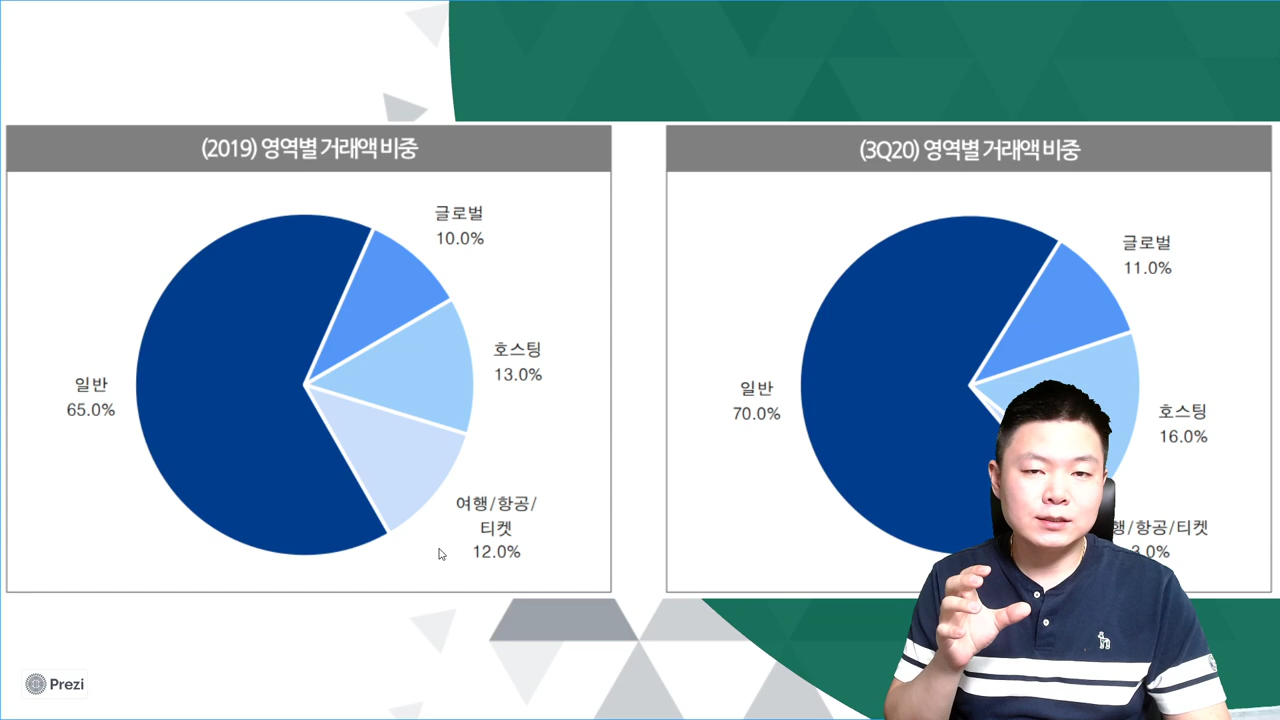 (2019) 영역별 거래액 비중
글로벌
10.0%
호스팅
13.0%
일반
65.0%
여행/항공/
티켓
12.0%
(3Q20) 영역별 거래액 비중
글로벌
11.0%
일반
70.0%
호스팅
16.0%
행/항공/티켓
3.0%
Prezi